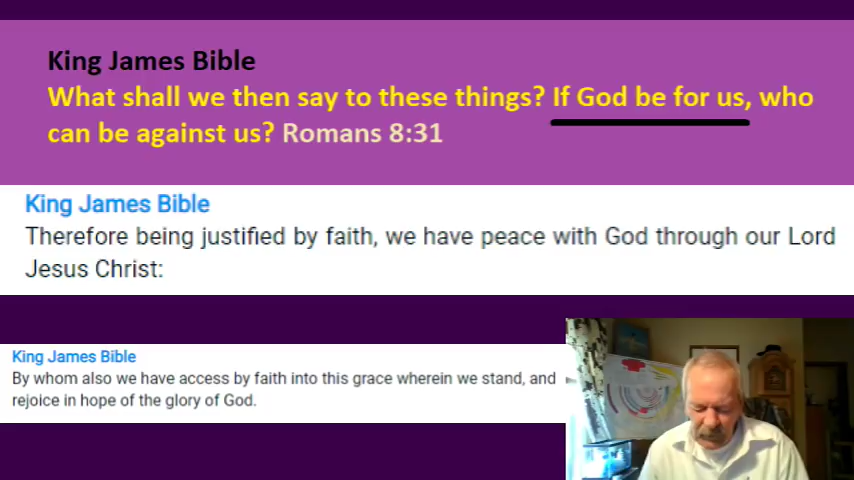 King James Bible
What shall we then say to these things? If God be for us, who
can be against us? Romans 8:31
King James Bible
Therefore being justified by faith, we have peace with God through our Lord
Jesus Christ:
King James Bible
By whom also we have access by faith into this grace wherein we stand, and
rejoice in hope of the glory of God.